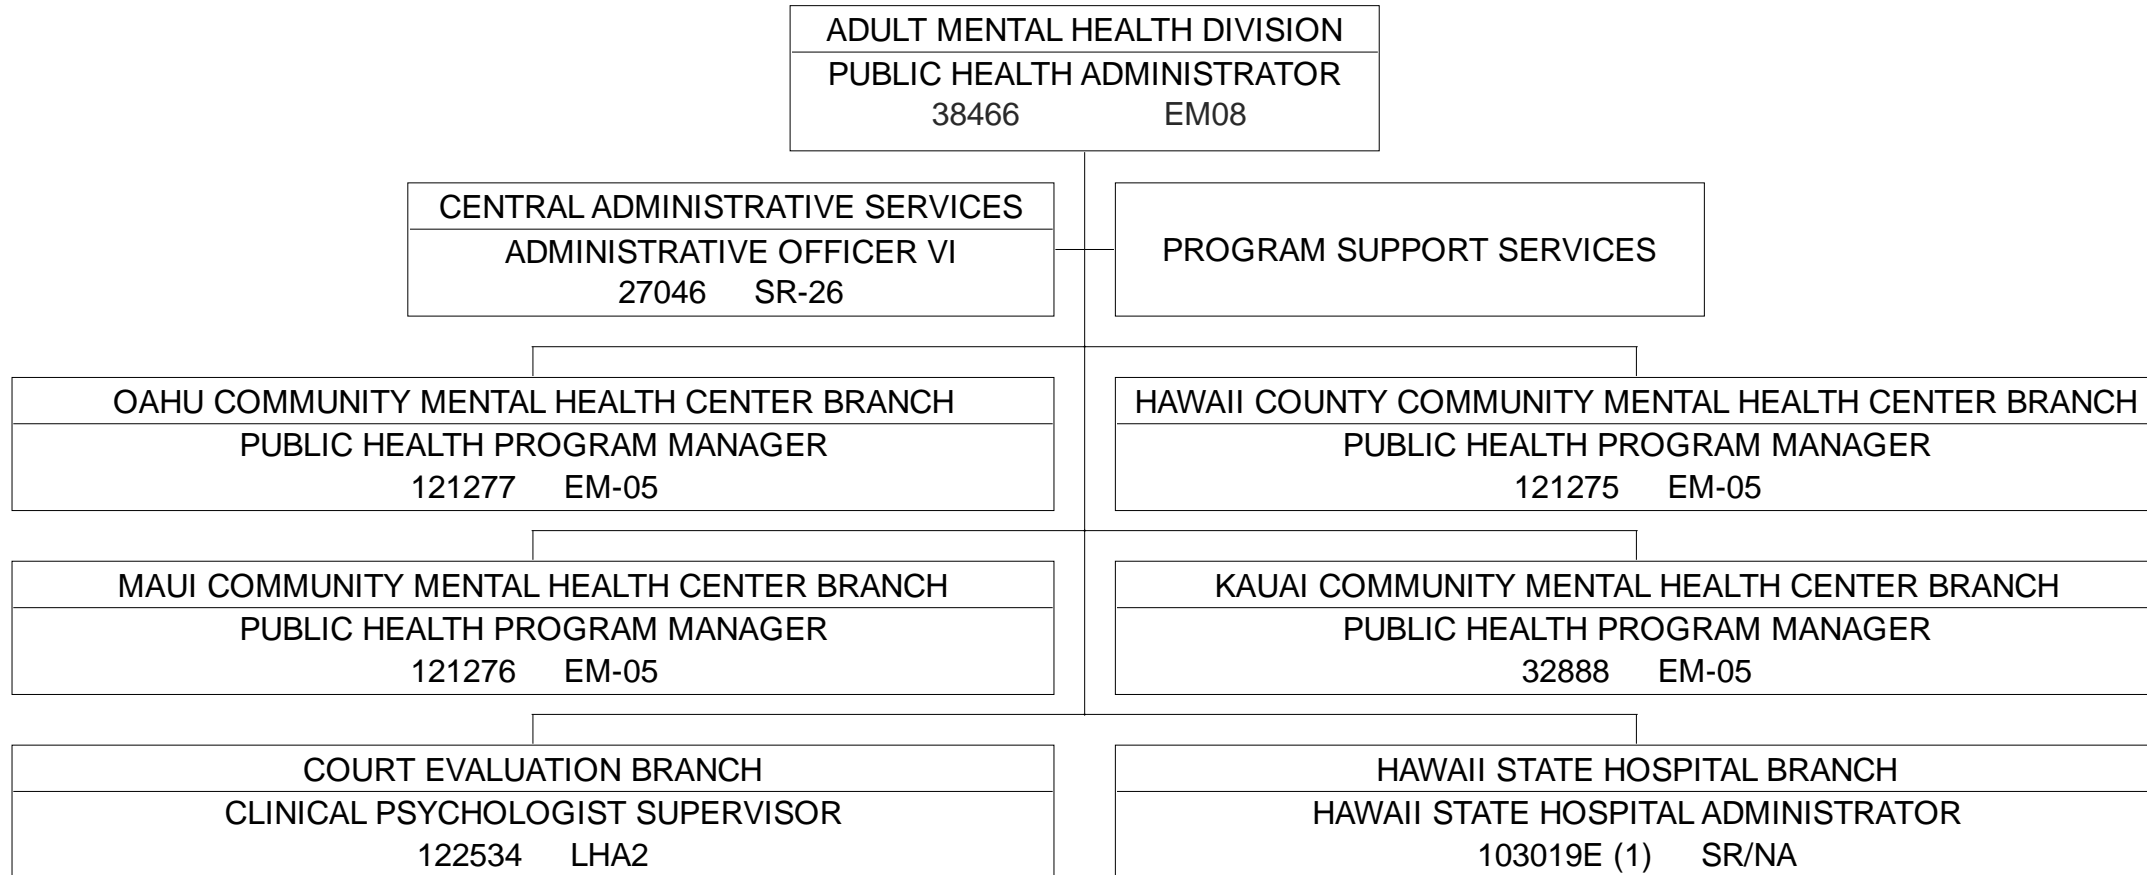 ADULT MENTAL HEALTH DIVISION
PUBLIC HEALTH ADMINISTRATOR
38466 EM08
CENTRAL ADMINISTRATIVE SERVICES
ADMINISTRATIVE OFFICER VI
27046 SR-26
PROGRAM SUPPORT SERVICES
OAHU COMMUNITY MENTAL HEALTH CENTER BRANCH
PUBLIC HEALTH PROGRAM MANAGER
121277 EM-05
HAWAII COUNTY COMMUNITY MENTAL HEALTH CENTER BRANCH
PUBLIC HEALTH PROGRAM MANAGER
121275 EM-05
MAUI COMMUNITY MENTAL HEALTH CENTER BRANCH
PUBLIC HEALTH PROGRAM MANAGER
121276 EM-05
KAUAI COMMUNITY MENTAL HEALTH CENTER BRANCH
PUBLIC HEALTH PROGRAM MANAGER
32888 EM-05
COURT EVALUATION BRANCH
CLINICAL PSYCHOLOGIST SUPERVISOR
122534 LHA2
HAWAII STATE HOSPITAL BRANCH
HAWAII STATE HOSPITAL ADMINISTRATOR
103019E (1) SR/NA